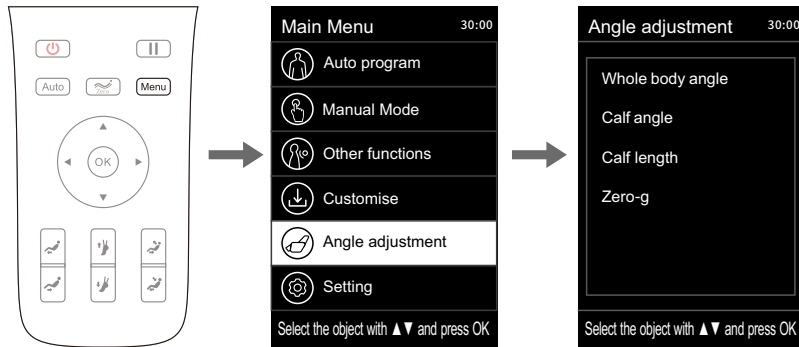 Auto
Zero
Menu
OK
Main Menu 30:00
Auto program
Manual Mode
Other functions
Customise
Angle adjustment
Setting
Select the object with ▲▼ and press OK
Angle adjustment 30:00
Whole body angle
Calf angle
Calf length
Zero-g
Select the object with ▲▼ and press OK